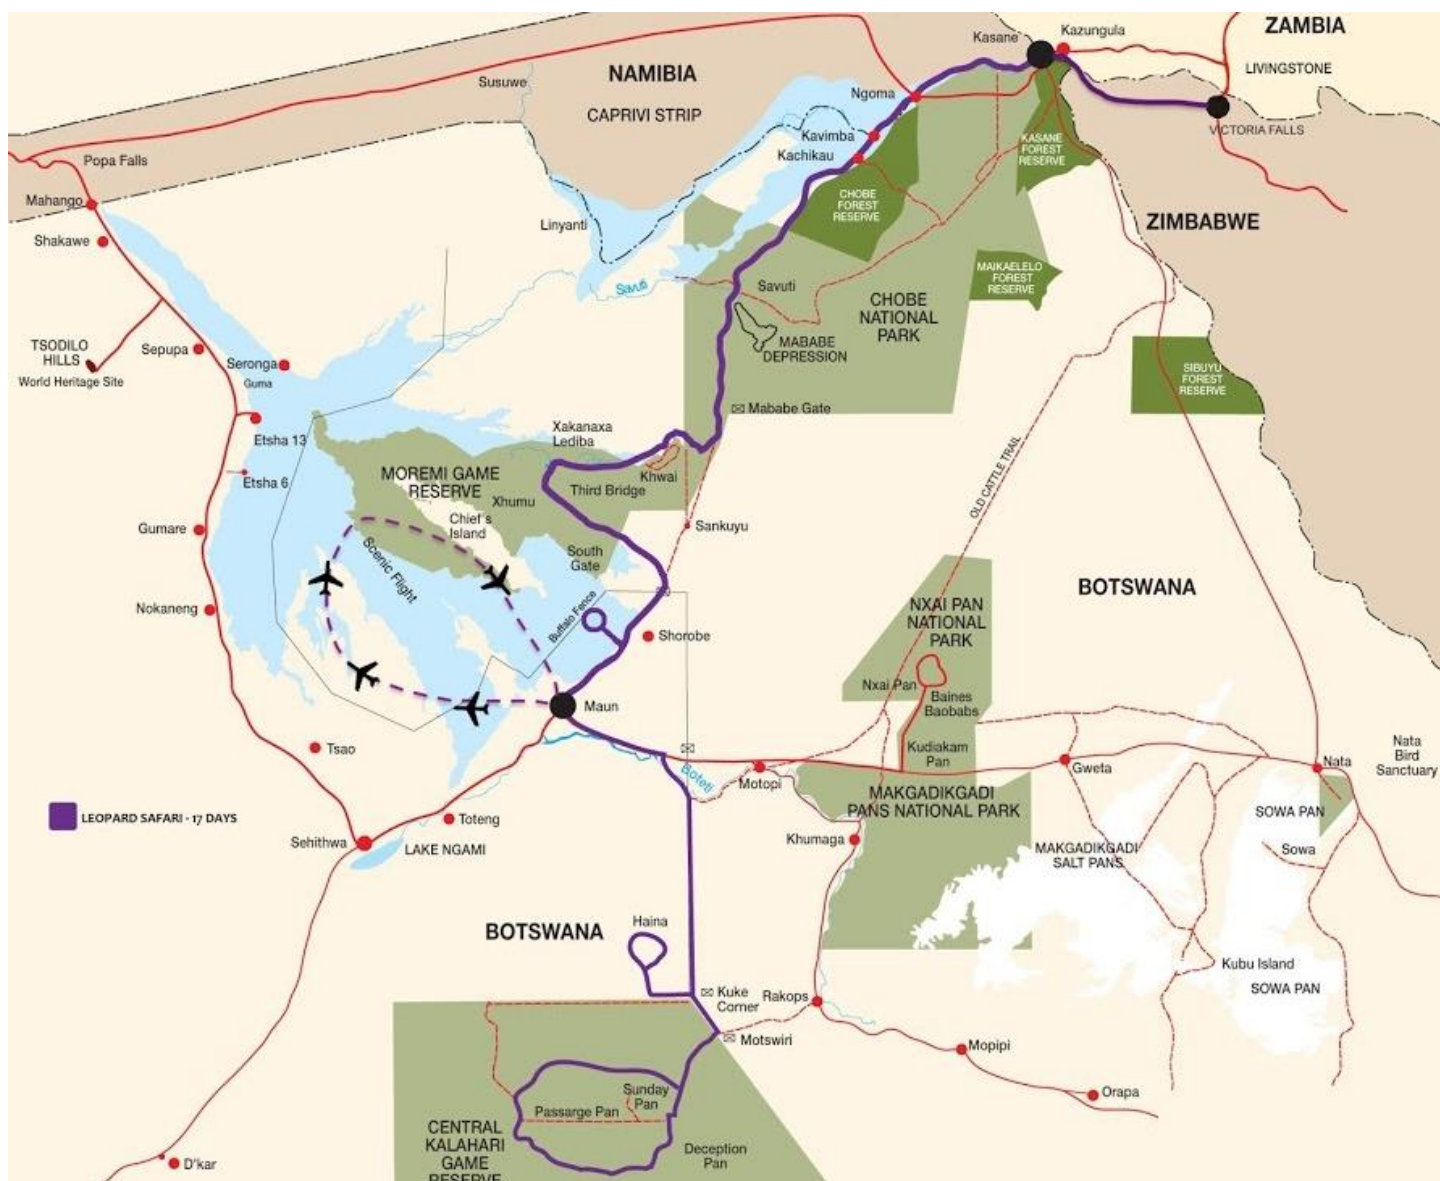 ZAMBIA
Kazungula
Kasane
LIVINGSTONE
NAMIBIA
Susuwe
CAPRIVI STRIP
Ngoma
VICTORIA FALLS
Kavimba
KASANE
FOREST
RESERVE
Popa Falls
Kachikau
Mahango
CHOBE
FOREST
RESERVE
ZIMBABWE
Linyanti
Shakawe
MAIKAELELO
FOREST
RESERVE
Savuti
Savuti
CHOBE
NATIONAL
PARK
TSODILO
HILLS
World Heritage Site
Sepupa
MABABE
DEPRESSION
Seronga
Guma
SIBUYU
FOREST
RESERVE
Mababe Gate
Xakanaxa
Lediba
Etsha 13
OLD CATTLE TRAIL
MOREMI GAME
RESERVE
Khwai
Etsha 6
Third Bridge
Xhumu
Gumare
Chief's
Island
Sankuyu
Scenic Flight
South
Gate
BOTSWANA
Nokaneng
Buffalo Fence
NXAI PAN
NATIONAL
PARK
Shorobe
Nxai Pan
Baines
Baobabs
Maun
Tsao
Kudiakam
Pan
Nata
Bird
Sanctuary
Nata
Gweta
Boteti
Motopi
MAKGADIKGADI
PANS NATIONAL PARK
LEOPARD SAFARI - 17 DAYS
Toteng
SOWA PAN
Sehithwa
LAKE NGAMI
Khumaga
MAKGADIKGADI
SALT PANS
Sowa
Haina
BOTSWANA
Kubu Island
Kuke
Corner
Rakops
SOWA PAN
Motswiri
Mopipi
Sunday
Pan
Orapa
Passarge Pan
CENTRAL
KALAHARI
GAME
RESERVE
Deception
Pan
D'kar